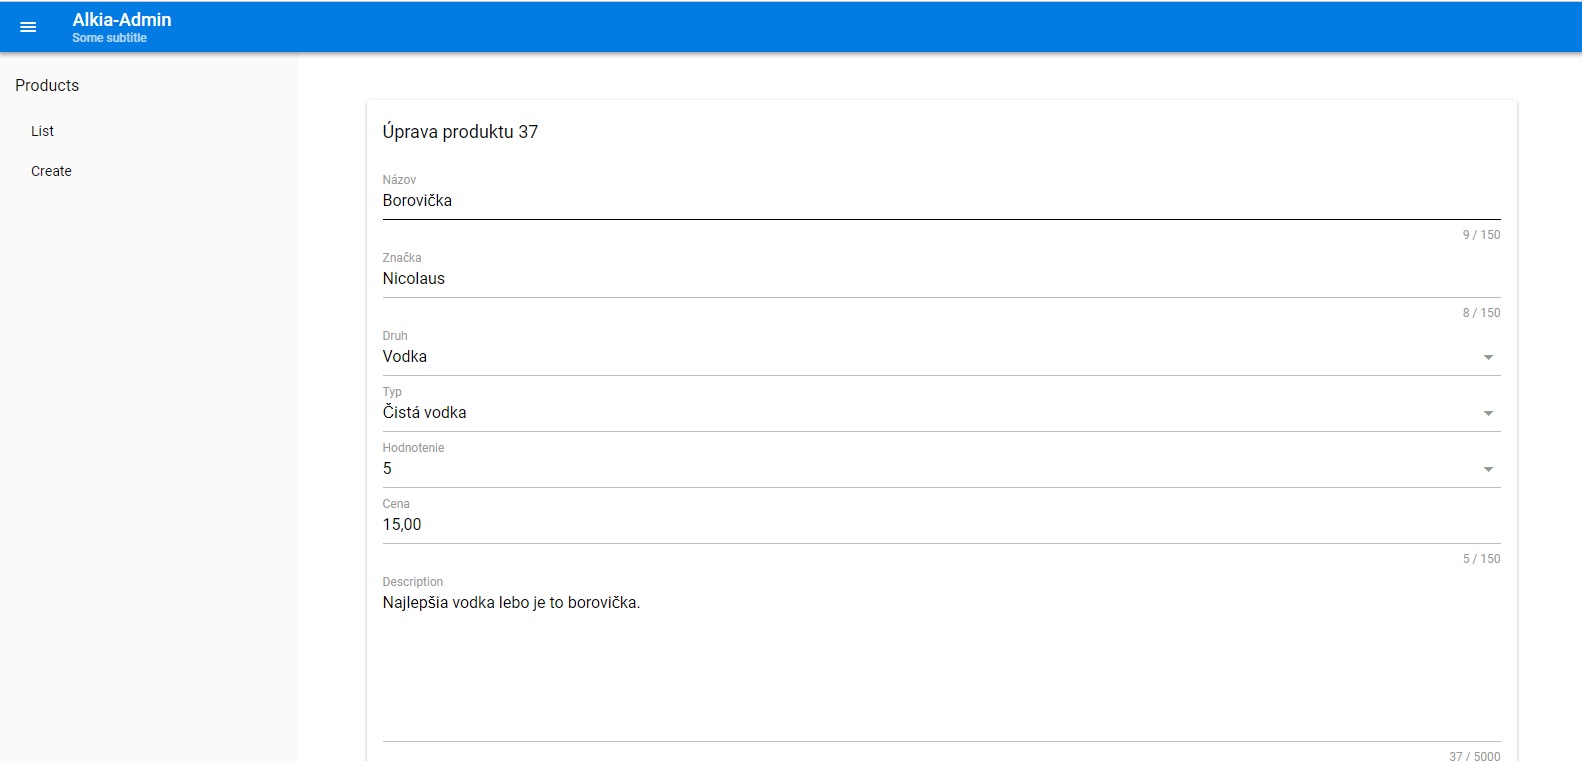 Alkia-Admin
Some subtitle
Products
List
Create
Úprava produktu 37
Názov
Borovička
9 / 150
Značka
Nicolaus
8 / 150
Druh
Vodka
Typ
Čistá vodka
Hodnotenie
5
Cena
15,00
5 / 150
Description
Najlepšia vodka lebo je to borovička.
37 / 5000